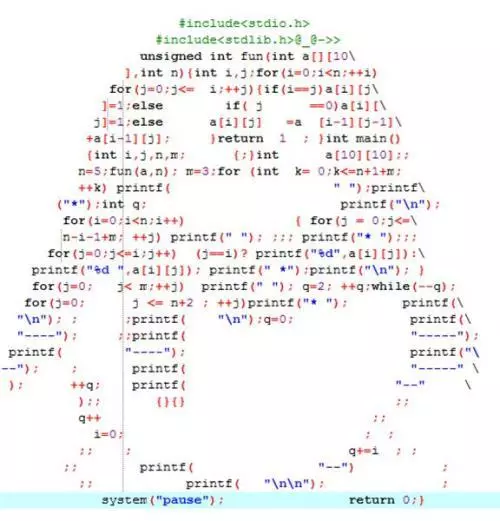 #include<stdio.h>
#include<stdlib.h>@_@->>
unsigned int fun(int a[][10\
],int n){int i,j;for(i=0;i<n;++i)
for(j=0;j<= i;++j){if(i==j)a[i][j
]=1;else if( j ==0)a[i][\
j]=1;else a[i][j] =a [i-1][j-1]\
+a[i-1][j]; }return 1 ; }int main()
{int i,j,n,m; {;}int a[10][10];;
n=5;fun(a,n); m=3;for (int k= 0;k<=n+1+m;
++k) printf( " ");printf\
("*");int q; printf("\n");
for(i=0;i<n;i++) { for(j = 0;j<=\
n-i-1+m; ++j) printf(" "); ;;; printf("* ");;;
for(j=0;j<=i;j++) (j==i)? printf("%d",a[i][j]):\
printf("%d ",a[i][j]); printf(" *");printf("\n"); }
for(j=0; j< m;++j) printf(" "); q=2; ++q;while(--q);
for(j=0; j <= n+2 ; ++j)printf("* "); printf(\
"\n"); ; ;printf( "\n");q=0; "-----");
printf( ;;printf( printf(\
"----"); "-----" \
--"); ; printf( "--" \
); ++q; printf(
);; {}{} ;;
q++ ;
i=0; q+=i ; ;
;; ; printf( "--") ;
;; ; printf( "\n\n"); ;
system("pause"); return 0;}